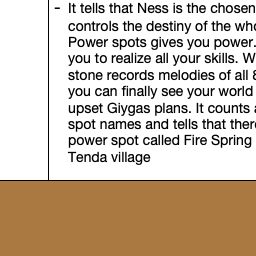 - It tells that Ness is the chosen
controls the destiny of the who
Power spots gives you power.
you to realize all your skills. W
stone records melodies of all 8
you can finally see your world
upset Giygas plans. It counts a
spot names and tells that there
power spot called Fire Spring
Tenda village